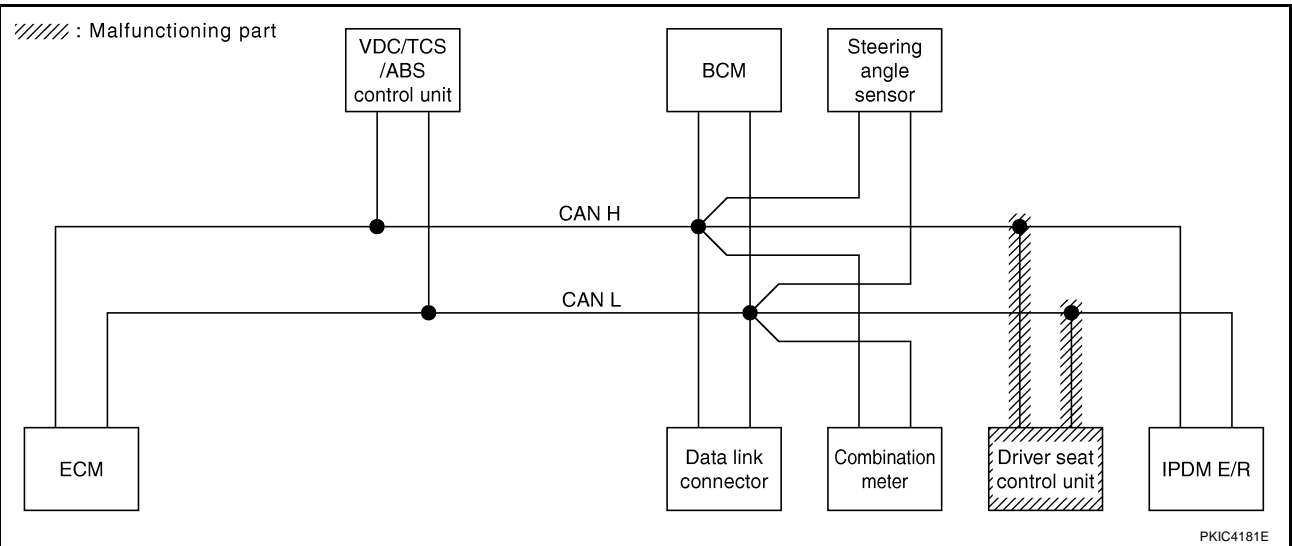 : Malfunctioning part
VDC/TCS
/ABS
control unit
BCM
Steering
angle
sensor
CAN H
CAN L
ECM
Data link
connector
Combination
meter
Driver seat
control unit
IPDM E/R
PKIC4181E